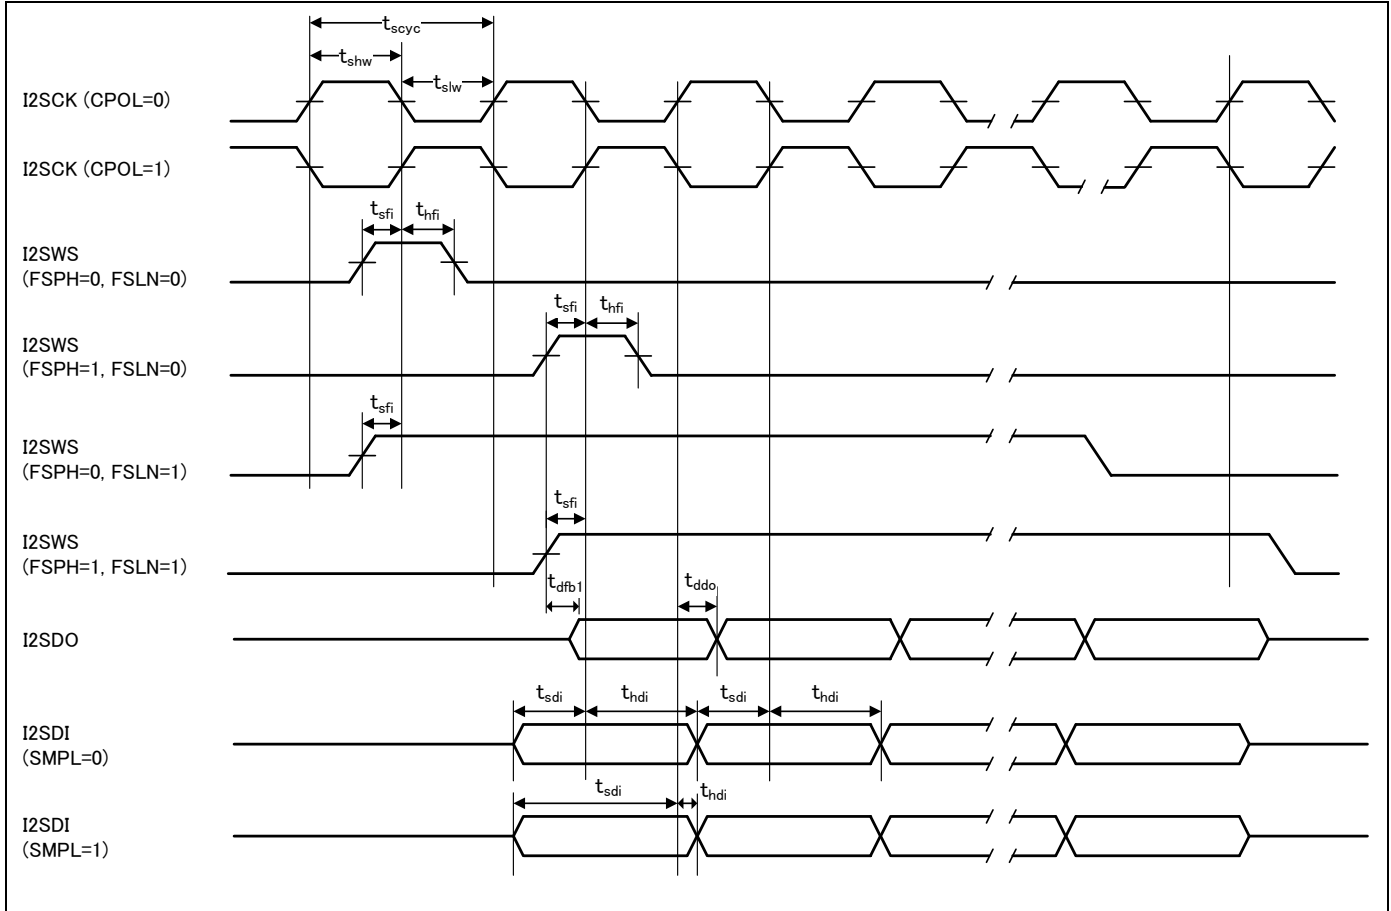 tscyc
tshw
tslw
I2SCK (CPOL=0)
I2SCK (CPOL=1)
tsfi thfi
I2SWS
(FSPH=0, FSLN=0)
tsfi thfi
I2SWS
(FSPH=1, FSLN=0)
tsfi
I2SWS
(FSPH=0, FSLN=1)
tsfi
I2SWS
(FSPH=1, FSLN=1)
tdfb1 tddo
I2SDO
tsdi thdi tsdi thdi
I2SDI
(SMPL=0)
tsdi thdi
I2SDI
(SMPL=1)